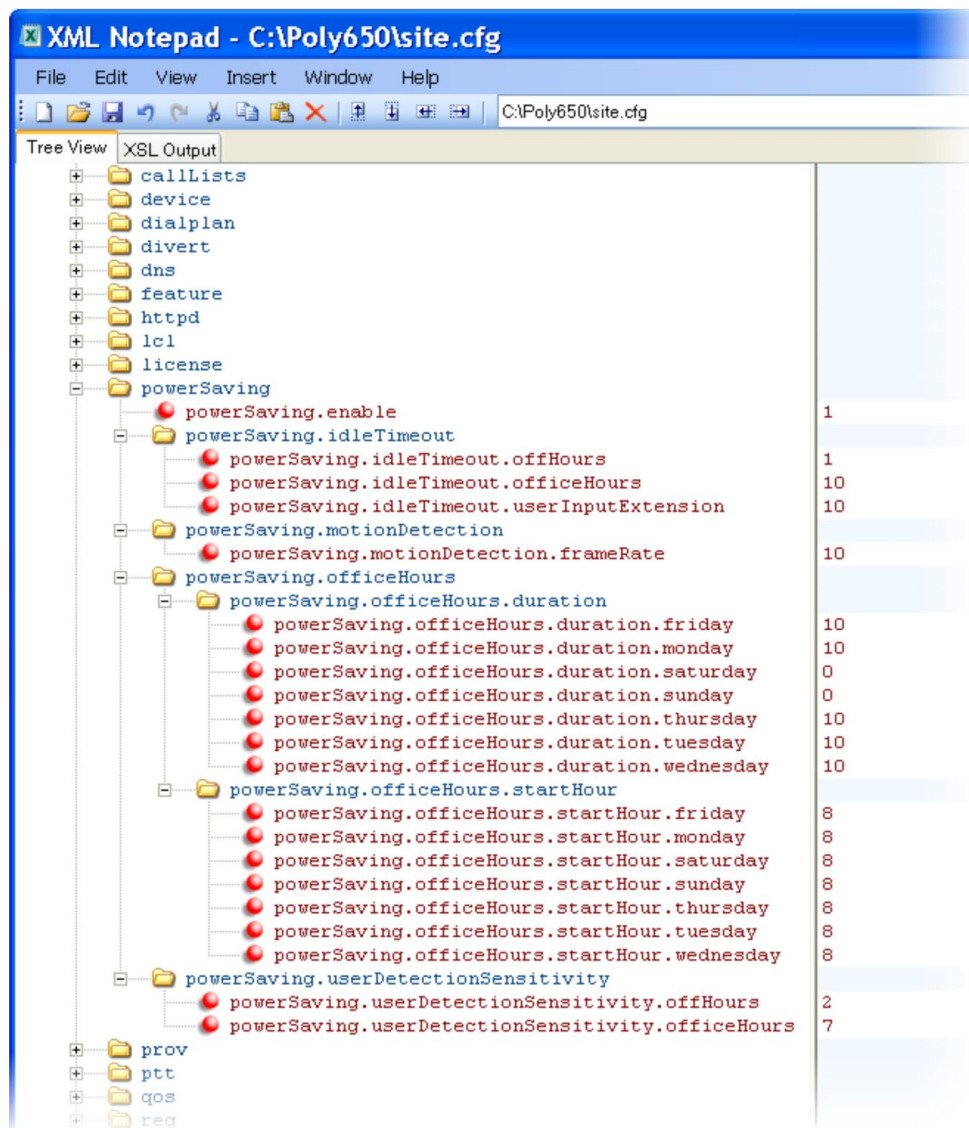 XML Notepad - C:\Poly650\site.cfg
File Edit View Insert Window Help
C:\Poly650\site.cfg
Tree View XSL Output
callLists
device
dialplan
divert
dns
feature
httpd
lcl
license
powerSaving
powerSaving.enable 1
powerSaving.idleTimeout
powerSaving.idleTimeout.offHours 1
powerSaving.idleTimeout.officeHours 10
powerSaving.idleTimeout.userInputExtension 10
powerSaving.motionDetection
powerSaving.motionDetection.frameRate 10
powerSaving.officeHours
powerSaving.officeHours.duration
powerSaving.officeHours.duration.friday 10
powerSaving.officeHours.duration.monday 10
powerSaving.officeHours.duration.saturday 0
powerSaving.officeHours.duration.sunday 0
powerSaving.officeHours.duration.thursday 10
powerSaving.officeHours.duration.tuesday 10
powerSaving.officeHours.duration.wednesday 10
powerSaving.officeHours.startHour
powerSaving.officeHours.startHour.friday 8
powerSaving.officeHours.startHour.monday 8
powerSaving.officeHours.startHour.saturday 8
powerSaving.officeHours.startHour.sunday 8
powerSaving.officeHours.startHour.thursday 8
powerSaving.officeHours.startHour.tuesday 8
powerSaving.officeHours.startHour.wednesday 8
powerSaving.userDetectionSensitivity
powerSaving.userDetectionSensitivity.offHours 2
powerSaving.userDetectionSensitivity.officeHours 7
prov
ptt
qos
reg